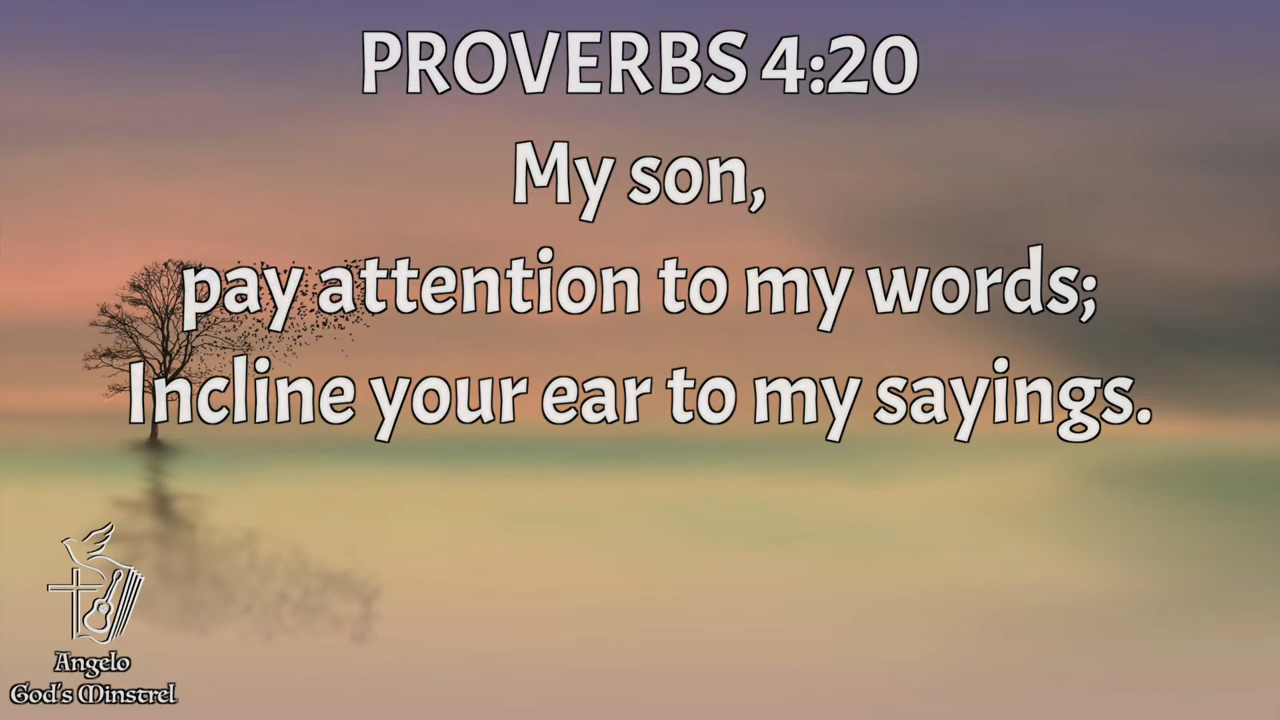 PROVERBS 4:20
My son,
pay attention to my words;
Incline your ear to my sayings.
Angelo
God's Minstrel